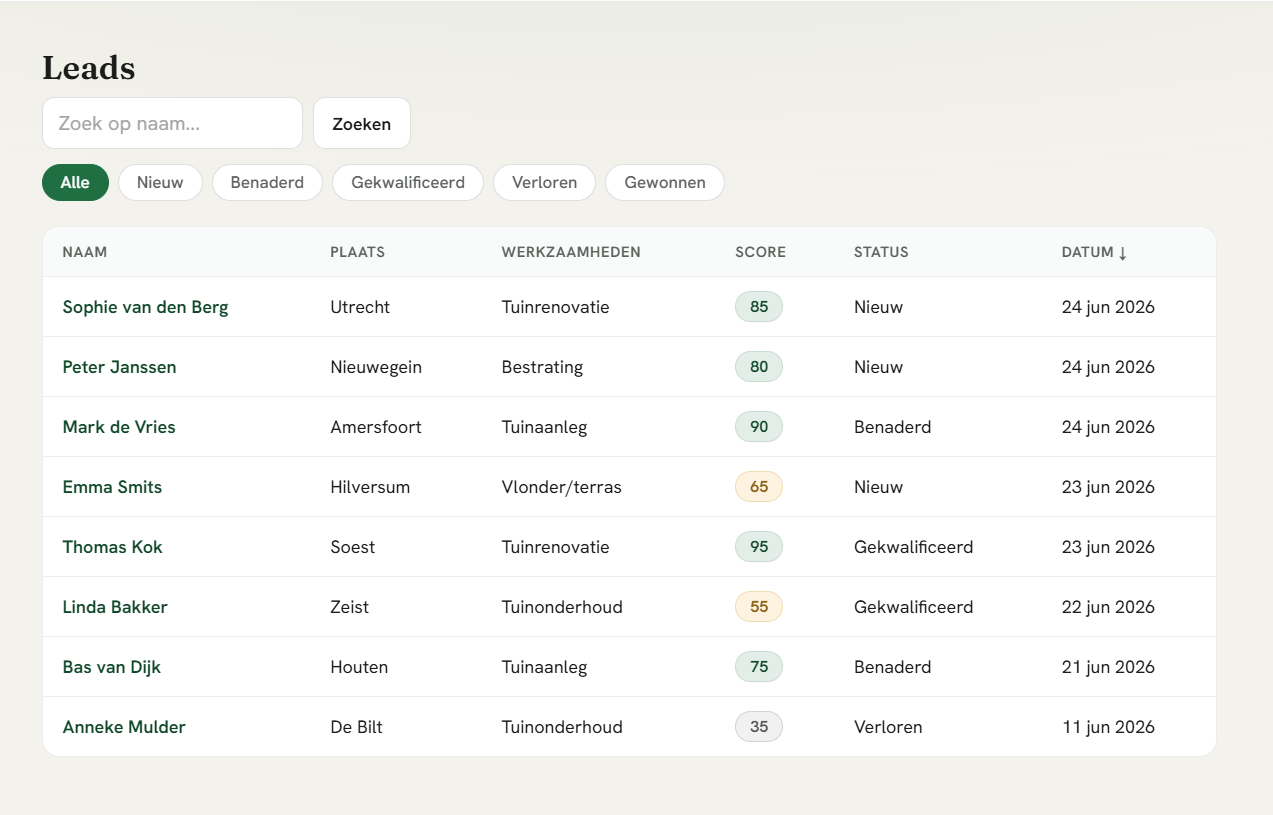 Leads
Zoek op naam...
Zoeken
Alle Nieuw Benaderd Gekwalificeerd Verloren Gewonnen
NAAM PLAATS WERKZAAMHEDEN SCORE STATUS DATUM ↓
Sophie van den Berg Utrecht Tuinrenovatie 85 Nieuw 24 jun 2026
Peter Janssen Nieuwegein Bestrating 80 Nieuw 24 jun 2026
Mark de Vries Amersfoort Tuinaanleg 90 Benaderd 24 jun 2026
Emma Smits Hilversum Vlonder/terras 65 Nieuw 23 jun 2026
Thomas Kok Soest Tuinrenovatie 95 Gekwalificeerd 23 jun 2026
Linda Bakker Zeist Tuinonderhoud 55 Gekwalificeerd 22 jun 2026
Bas van Dijk Houten Tuinaanleg 75 Benaderd 21 jun 2026
Anneke Mulder De Bilt Tuinonderhoud 35 Verloren 11 jun 2026